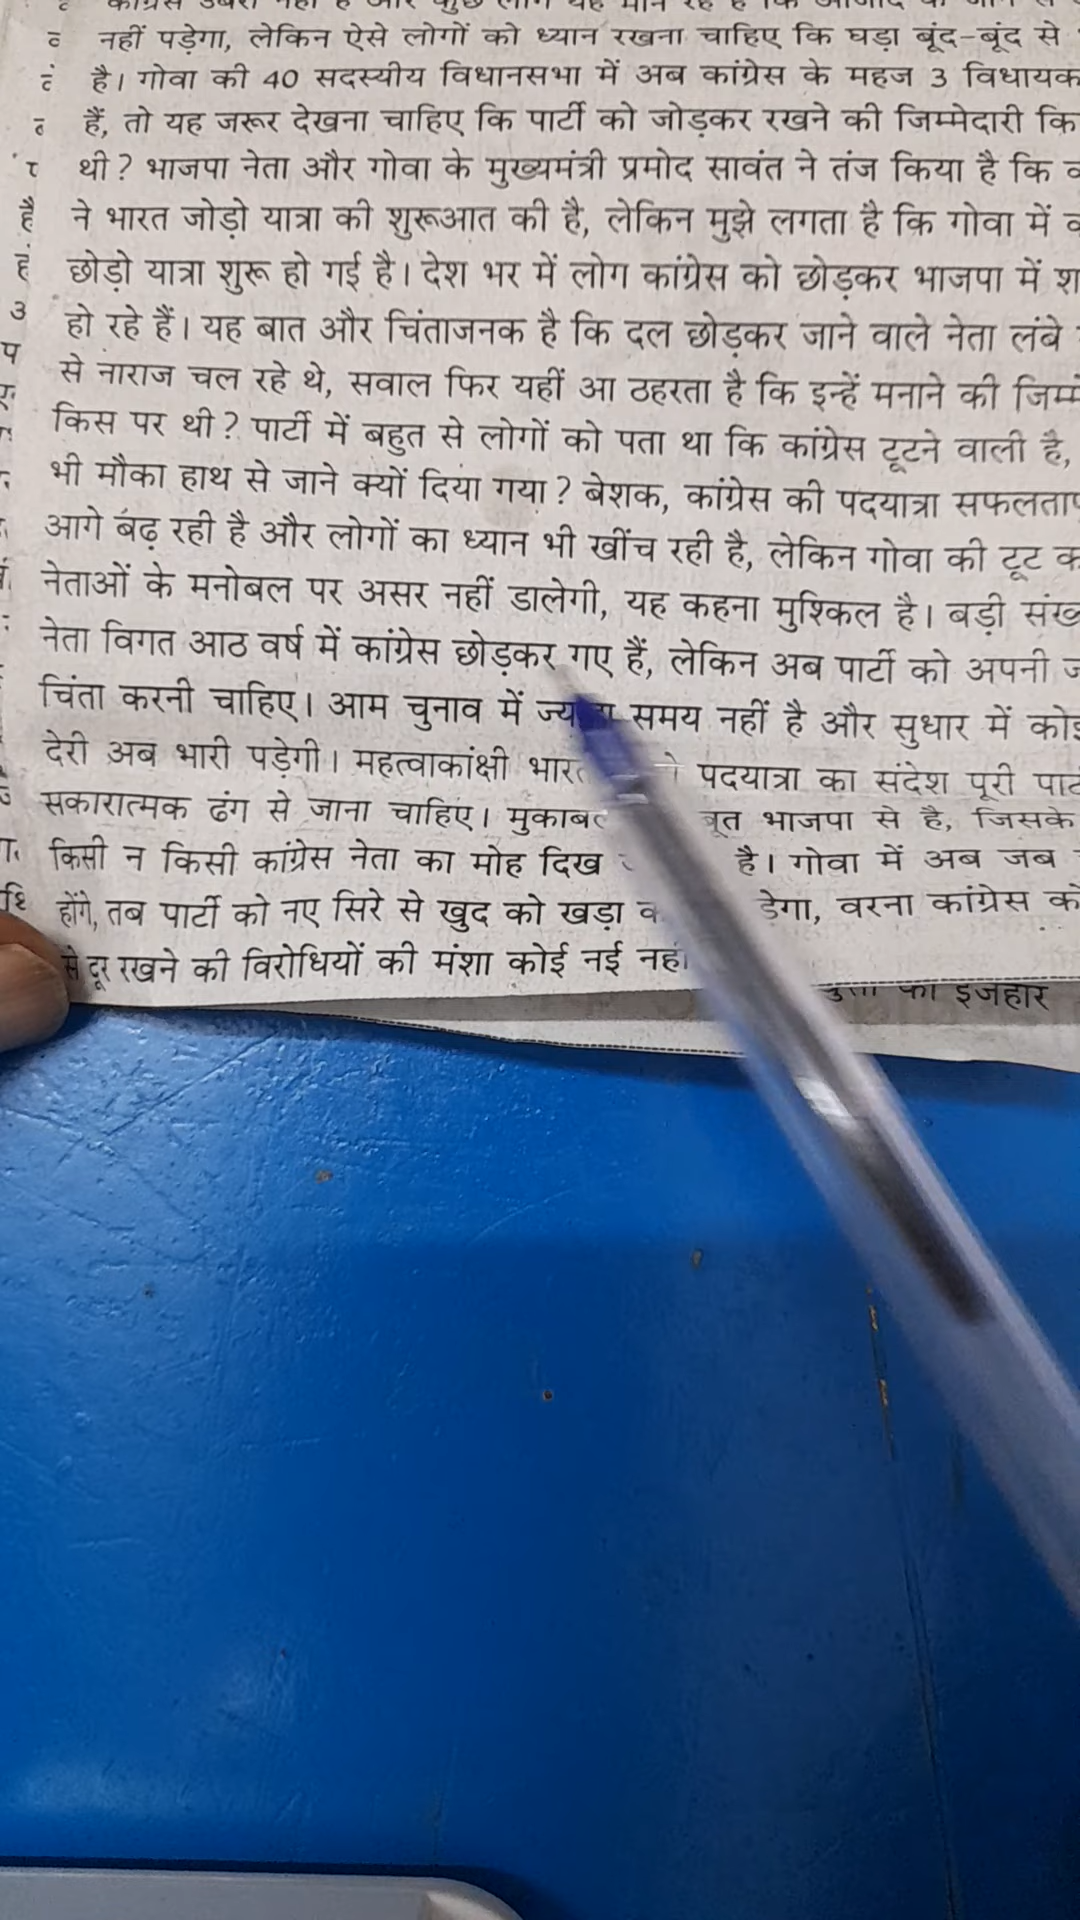 नहीं पड़ेगा, लेकिन ऐसे लोगों को ध्यान रखना चाहिए कि घड़ा बूंद-बूंद से
है। गोवा की 40 सदस्यीय विधानसभा में अब कांग्रेस के महज 3 विधायक
हैं, तो यह जरूर देखना चाहिए कि पार्टी को जोड़कर रखने की जिम्मेदारी कि
थी? भाजपा नेता और गोवा के मुख्यमंत्री प्रमोद सावंत ने तंज किया है कि
ने भारत जोड़ो यात्रा की शुरूआत की है, लेकिन मुझे लगता है कि गोवा में
छोड़ो यात्रा शुरू हो गई है। देश भर में लोग कांग्रेस को छोड़कर भाजपा में श
हो रहे हैं। यह बात और चिंताजनक है कि दल छोड़कर जाने वाले नेता लंबे
से नाराज चल रहे थे, सवाल फिर यहीं आ ठहरता है कि इन्हें मनाने की जिम्मे
किस पर थी? पार्टी में बहुत से लोगों को पता था कि कांग्रेस टूटने वाली है,
भी मौका हाथ से जाने क्यों दिया गया? बेशक, कांग्रेस की पदयात्रा सफलताप
आगे बढ़ रही है और लोगों का ध्यान भी खींच रही है, लेकिन गोवा की टूट क
नेताओं के मनोबल पर असर नहीं डालेगी, यह कहना मुश्किल है। बड़ी संख
नेता विगत आठ वर्ष में कांग्रेस छोड़कर गए हैं, लेकिन अब पार्टी को अपनी ज
चिंता करनी चाहिए। आम चुनाव में समय नहीं है और सुधार में कोई
देरी अब भारी पड़ेगी। महत्वाकांक्षी भारत पदयात्रा का संदेश पूरी पार्ट
सकारात्मक ढंग से जाना चाहिए। मुकाबल बूत भाजपा से है, जिसके
किसी न किसी कांग्रेस नेता का मोह दिख है। गोवा में अब जब
होंगे, तब पार्टी को नए सिरे से खुद को खड़ा क डेगा, वरना कांग्रेस को
से दूर रखने की विरोधियों की मंशा कोई नई नहीं
का इजहार